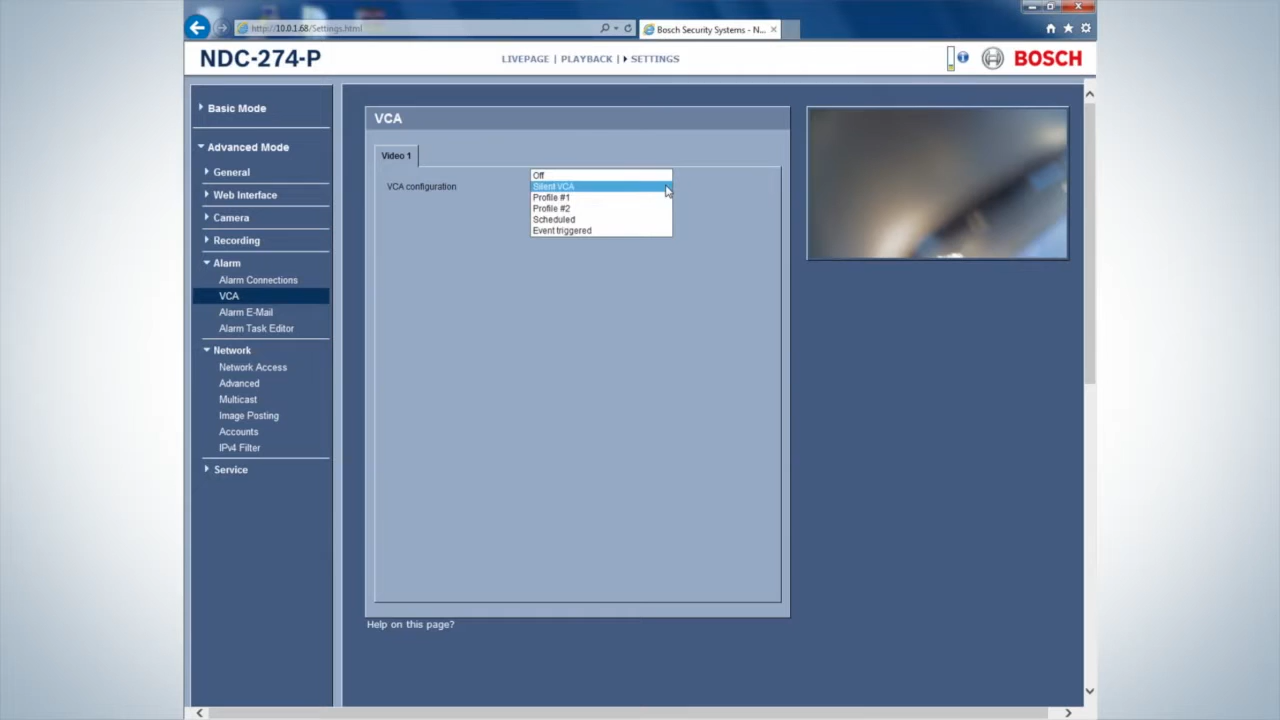 http://10.0.1.68/Settings.html
Bosch Security Systems - N...
NDC-274-P
LIVEPAGE | PLAYBACK | SETTINGS
BOSCH
Basic Mode
Advanced Mode
General
Web Interface
Camera
Recording
Alarm
Alarm Connections
VCA
Alarm E-Mail
Alarm Task Editor
Network
Network Access
Advanced
Multicast
Image Posting
Accounts
IPv4 Filter
Service
VCA
Video 1
VCA configuration
Off
Silent VCA
Profile #1
Profile #2
Scheduled
Event triggered
Help on this page?